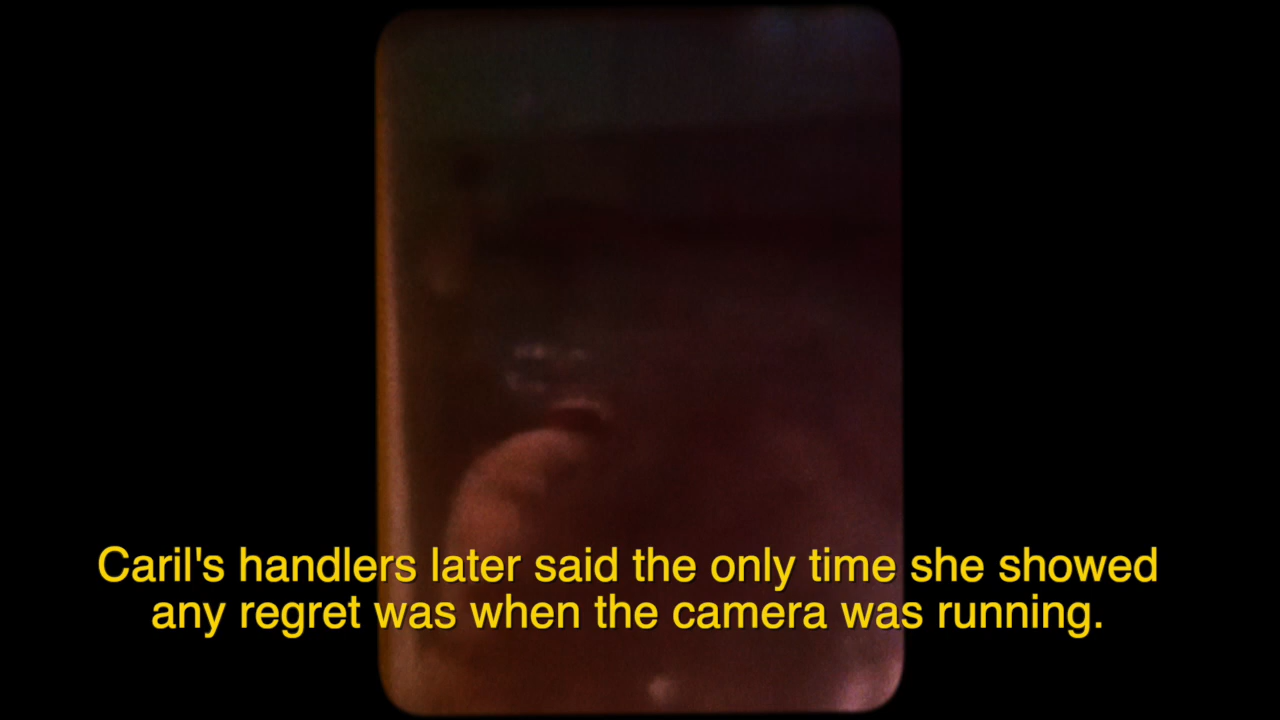 Caril's handlers later said the only time she showed
any regret was when the camera was running.